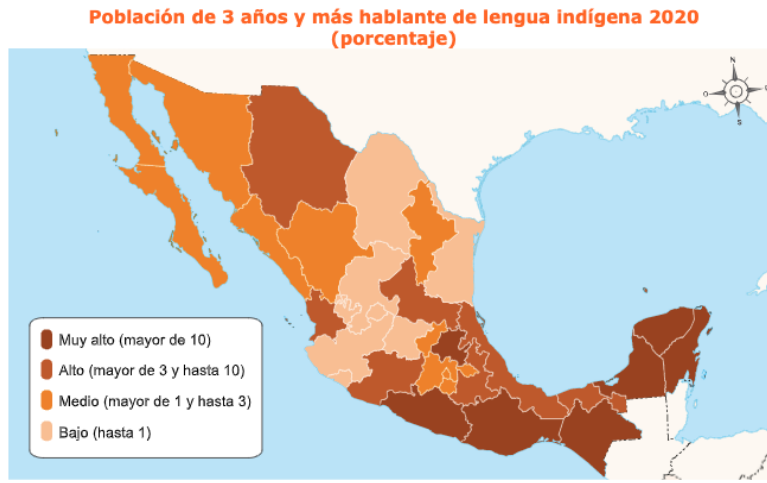 Población de 3 años y más hablante de lengua indígena 2020
(porcentaje)
N
O
S
Muy alto (mayor de 10)
Alto (mayor de 3 y hasta 10)
Medio (mayor de 1 y hasta 3)
Bajo (hasta 1)